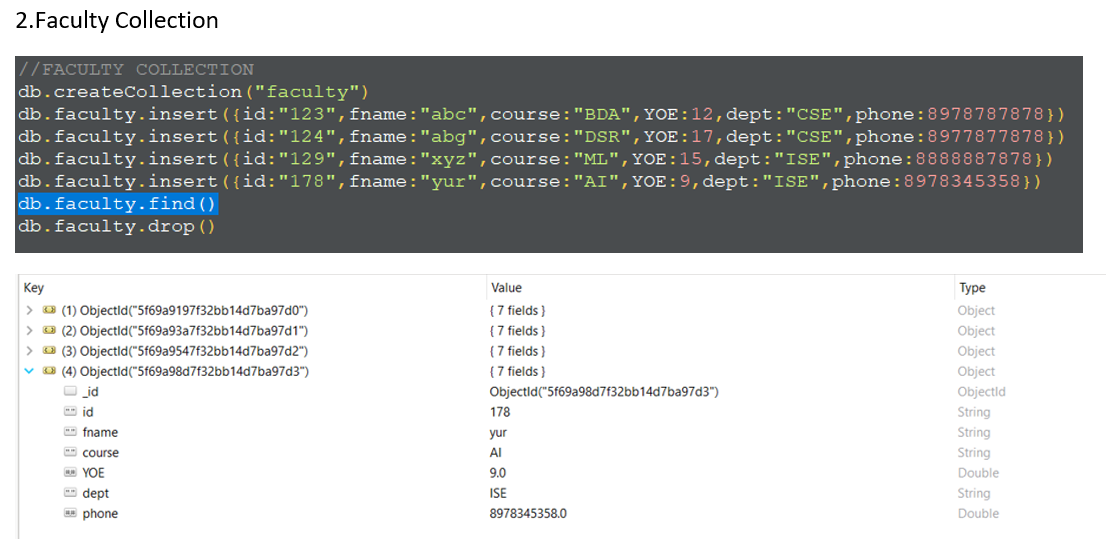 2.Faculty Collection
//FACULTY COLLECTION
db.createCollection("faculty")
db.faculty.insert({id:"123",fname:"abc",course:"BDA",YOE:12,dept:"CSE",phone:8978787878})
db.faculty.insert({id:"124",fname:"abg",course:"DSR",YOE:17,dept:"CSE",phone:8977877878})
db.faculty.insert({id:"129",fname:"xyz",course:"ML",YOE:15,dept:"ISE",phone:8888887878})
db.faculty.insert({id:"178",fname:"yur",course:"AI",YOE:9,dept:"ISE",phone:8978345358})
db.faculty.find()
db.faculty.drop()
Key Value Type
(1) ObjectId("5f69a9197f32bb14d7ba97d0") { 7 fields } Object
(2) ObjectId("5f69a93a7f32bb14d7ba97d1") { 7 fields } Object
(3) ObjectId("5f69a9547f32bb14d7ba97d2") { 7 fields } Object
(4) ObjectId("5f69a98d7f32bb14d7ba97d3") { 7 fields } Object
_id ObjectId("5f69a98d7f32bb14d7ba97d3") ObjectId
id 178 String
fname yur String
course AI String
YOE 9.0 Double
dept ISE String
phone 8978345358.0 Double